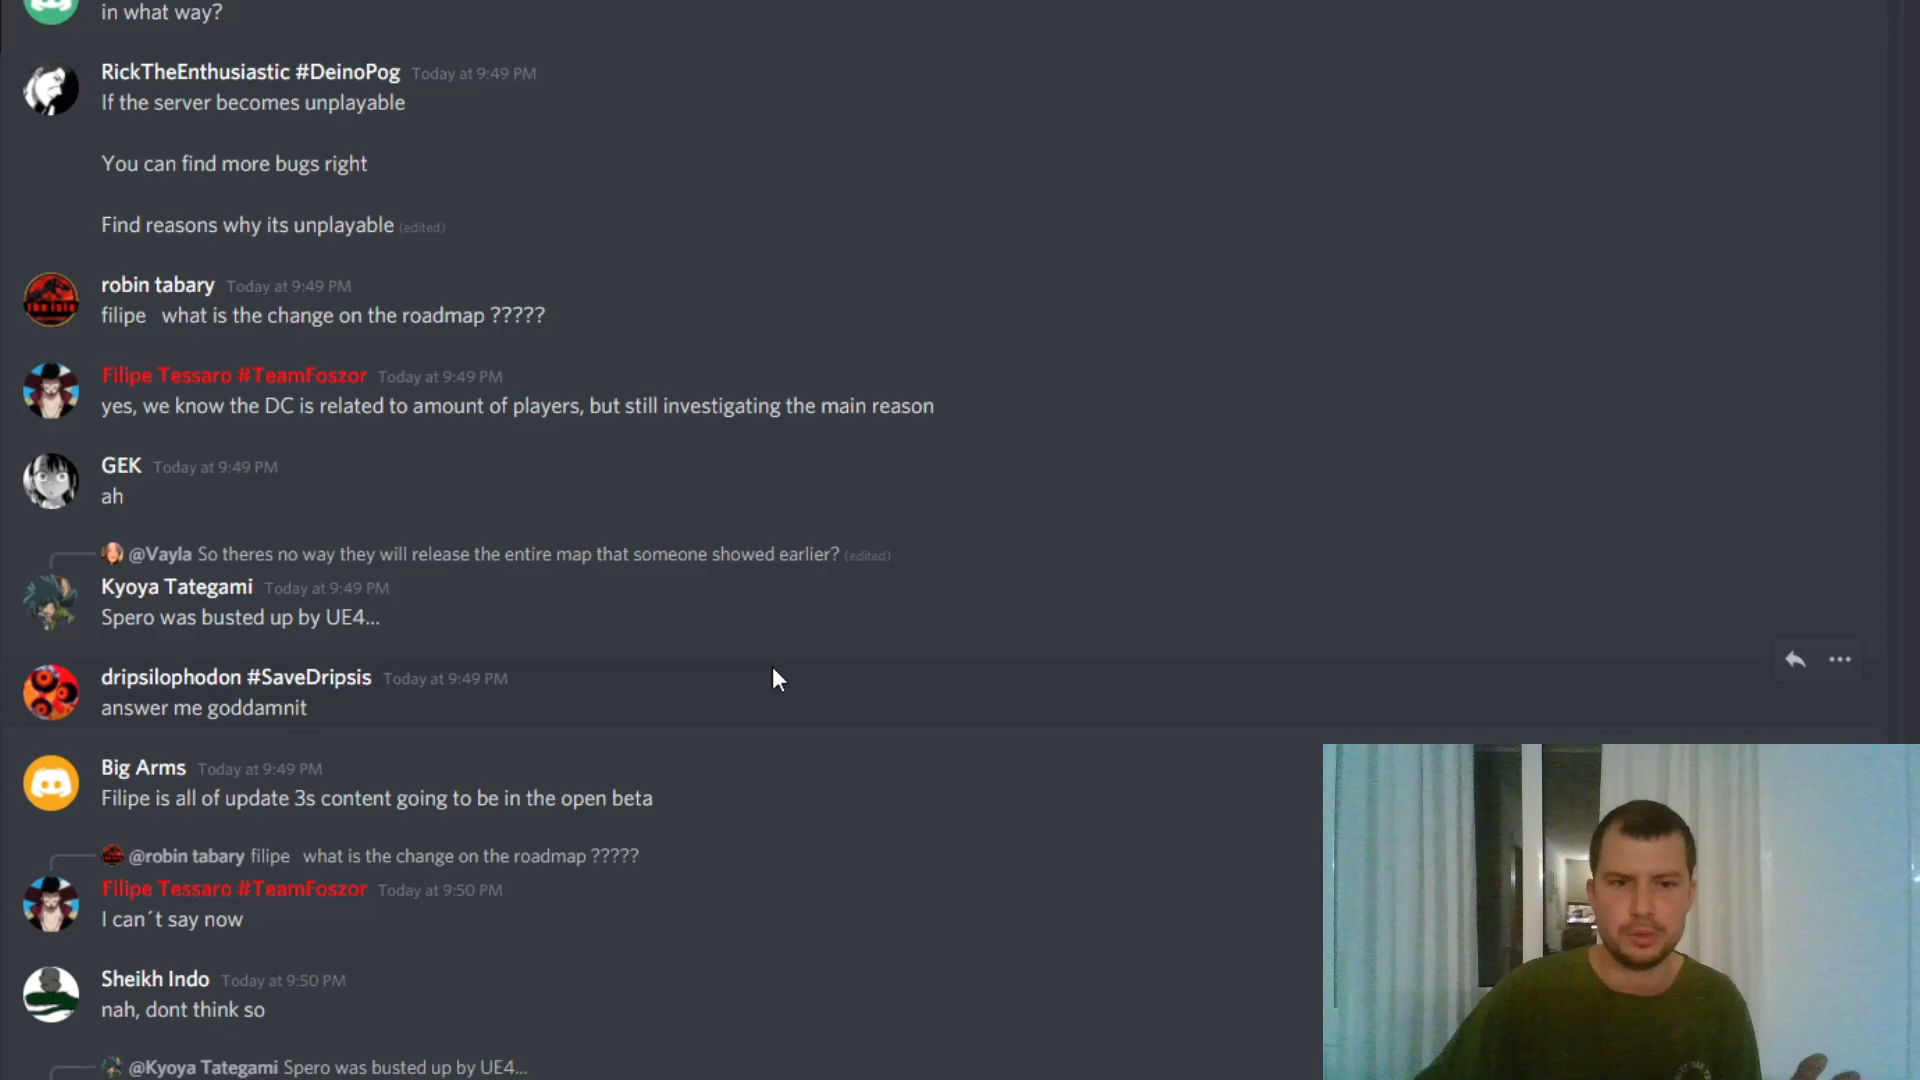 in what way?
RickTheEnthusiastic #DeinoPog Today at 9:49 PM
If the server becomes unplayable
You can find more bugs right
Find reasons why its unplayable (edited)
robin tabary Today at 9:49 PM
filipe what is the change on the roadmap ?????
Filipe Tessaro #TeamFoszor Today at 9:49 PM
yes, we know the DC is related to amount of players, but still investigating the main reason
GEK Today at 9:49 PM
ah
@Vayla So theres no way they will release the entire map that someone showed earlier? (edited)
Kyoya Tategami Today at 9:49 PM
Spero was busted up by UE4...
dripsilophodon #SaveDripsis Today at 9:49 PM
answer me goddamnit
Big Arms Today at 9:49 PM
Filipe is all of update 3s content going to be in the open beta
@robin tabary filipe what is the change on the roadmap ?????
Filipe Tessaro #TeamFoszor Today at 9:50 PM
I can´t say now
Sheikh Indo Today at 9:50 PM
nah, dont think so
@Kyoya Tategami Spero was busted up by UE4...